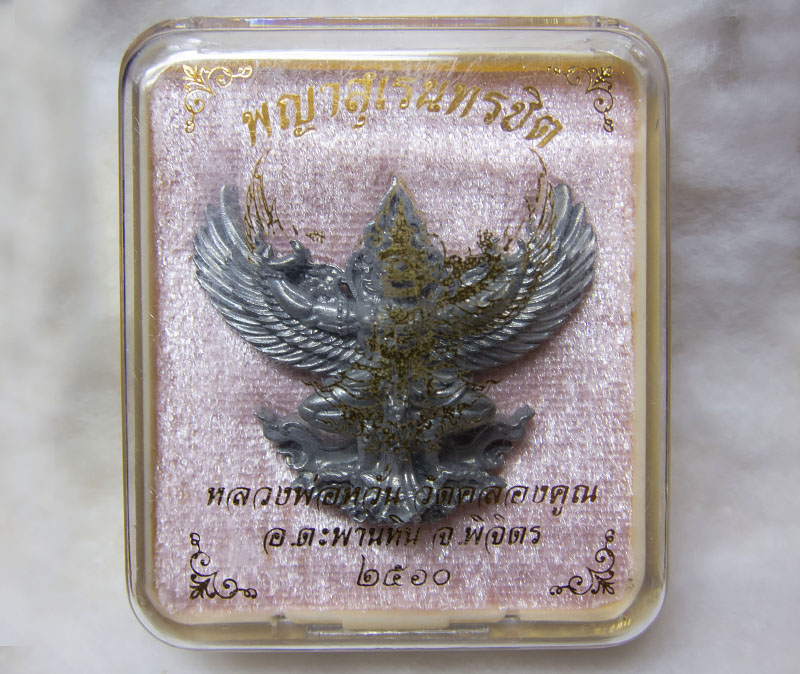 พญาสุเรนทรชิต
หลวงพ่อหวั่น วัดคลองคูณ
อ.ตะพานหิน จ.พิจิตร
๒๕๖๐